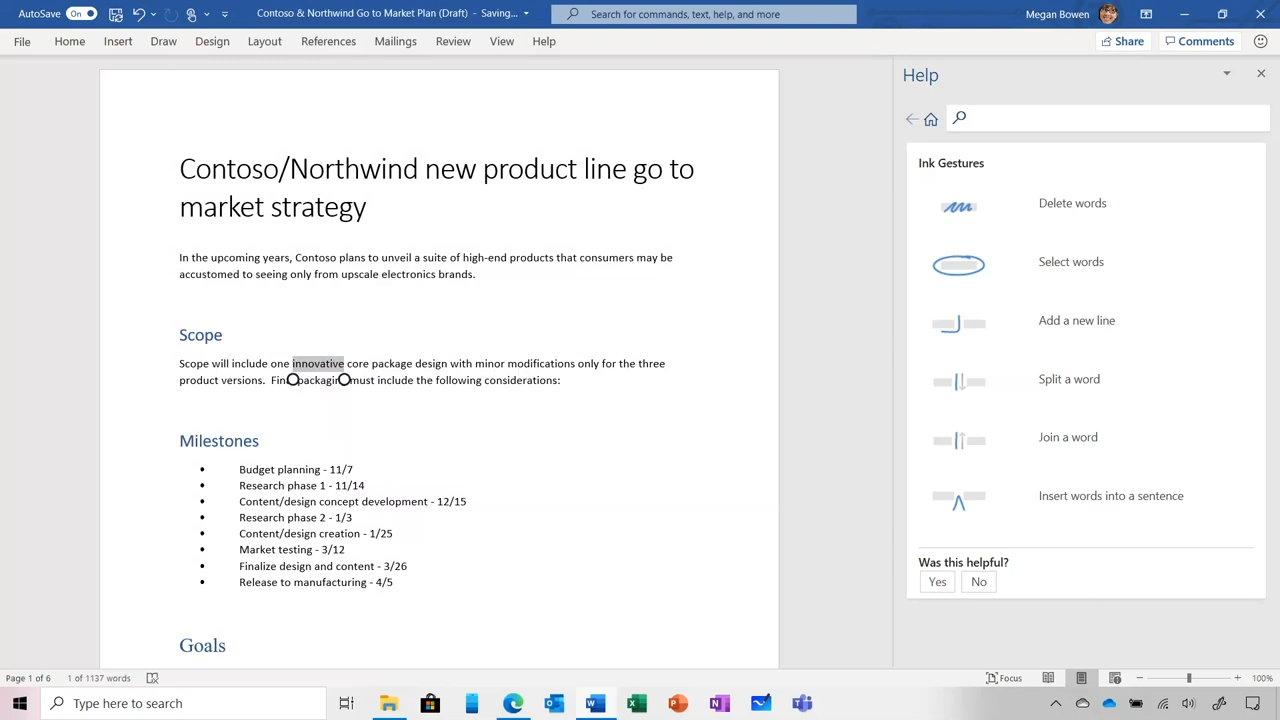 AutoSave On
Contoso & Northwind Go to Market Plan (Draft) - Saving...
Search for commands, text, help, and more
Megan Bowen
File Home Insert Draw Design Layout References Mailings Review View Help
Share
Comments
Help
Contoso/Northwind new product line go to
market strategy
In the upcoming years, Contoso plans to unveil a suite of high-end products that consumers may be
accustomed to seeing only from upscale electronics brands.
Scope
Scope will include one innovative core package design with minor modifications only for the three
product versions. Final packaging must include the following considerations:
Milestones
• Budget planning - 11/7
• Research phase 1 - 11/14
• Content/design concept development - 12/15
• Research phase 2 - 1/3
• Content/design creation - 1/25
• Market testing - 3/12
• Finalize design and content - 3/26
• Release to manufacturing - 4/5
Goals
Ink Gestures
Delete words
Select words
Add a new line
Split a word
Join a word
Insert words into a sentence
Was this helpful?
Yes No
Page 1 of 6 1 of 1137 words
Focus
100%
Type here to search